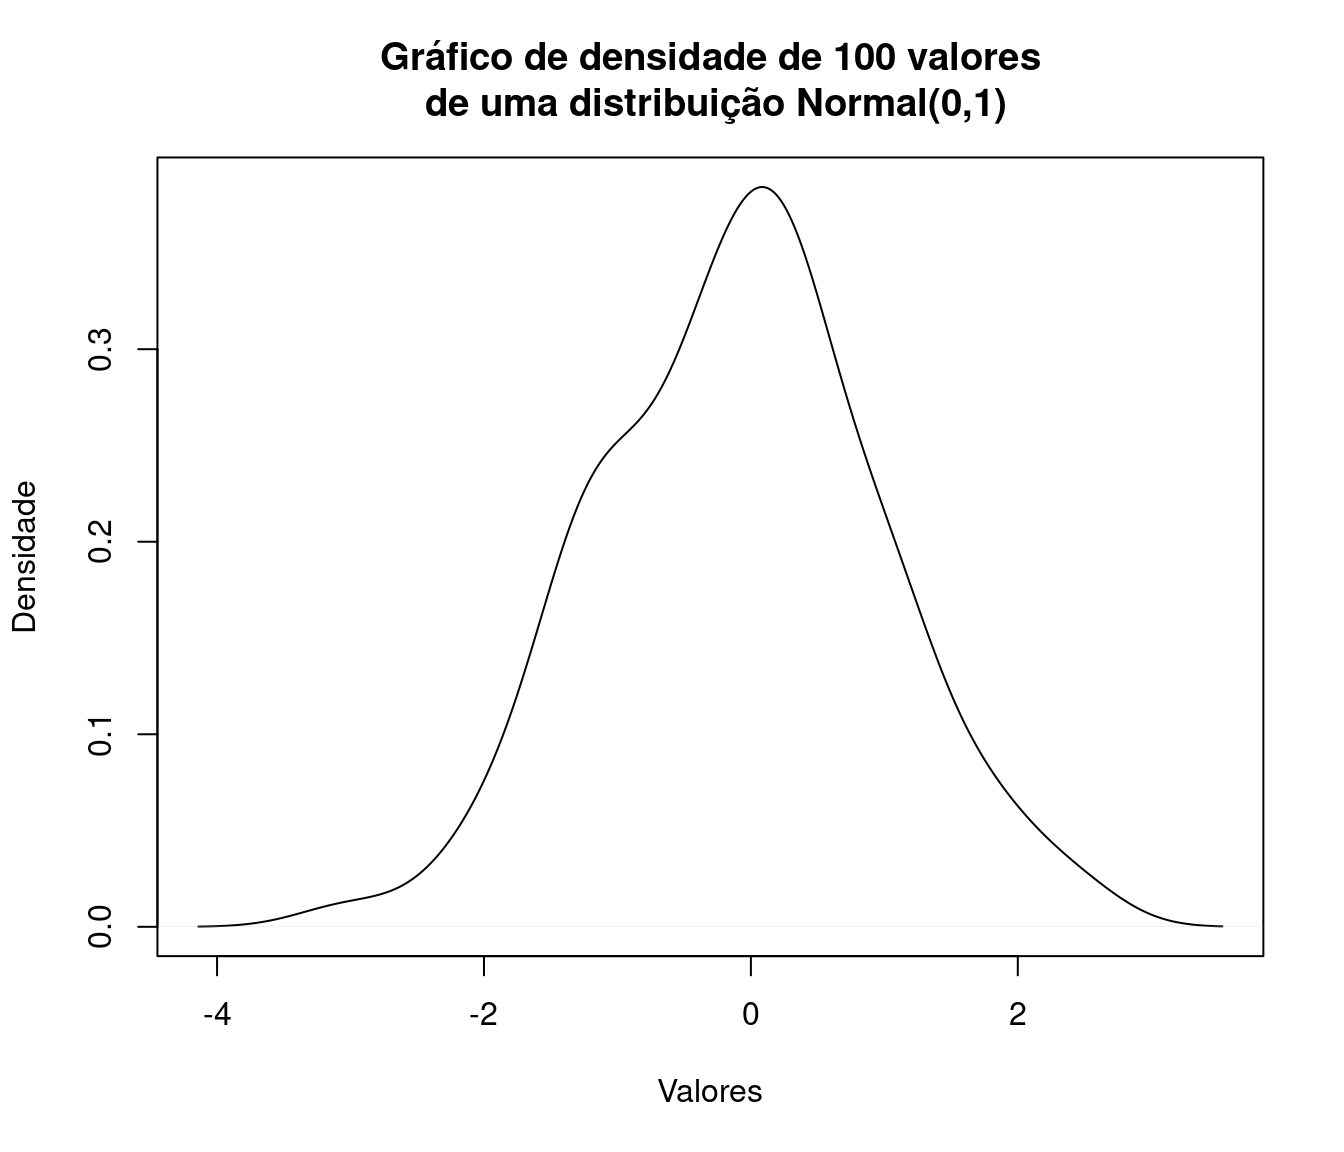 Gráfico de densidade de 100 valores
de uma distribuição Normal(0,1)
Densidade
0.3
0.2
0.1
0.0
-4
-2
0
2
Valores